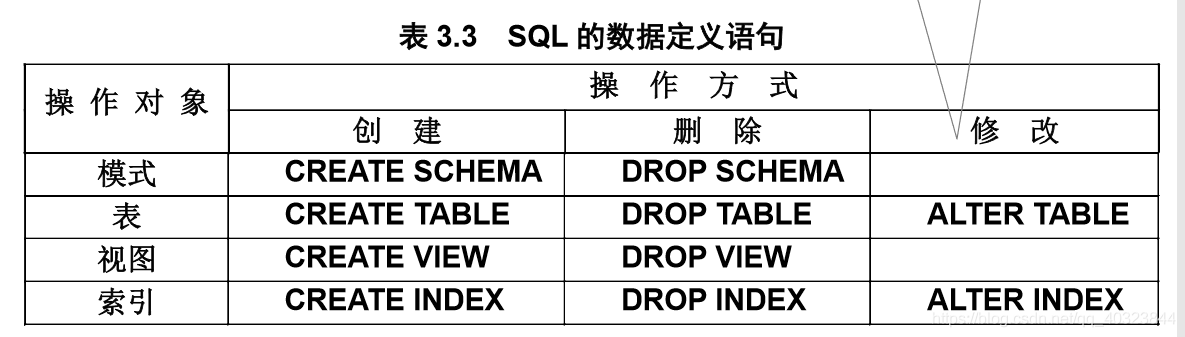 表 3.3 SQL 的数据定义语句
操作对象 操作方式
创建 删除 修改
模式 CREATE SCHEMA DROP SCHEMA
表 CREATE TABLE DROP TABLE ALTER TABLE
视图 CREATE VIEW DROP VIEW
索引 CREATE INDEX DROP INDEX ALTER INDEX
https://blog.csdn.net/qq_40323844